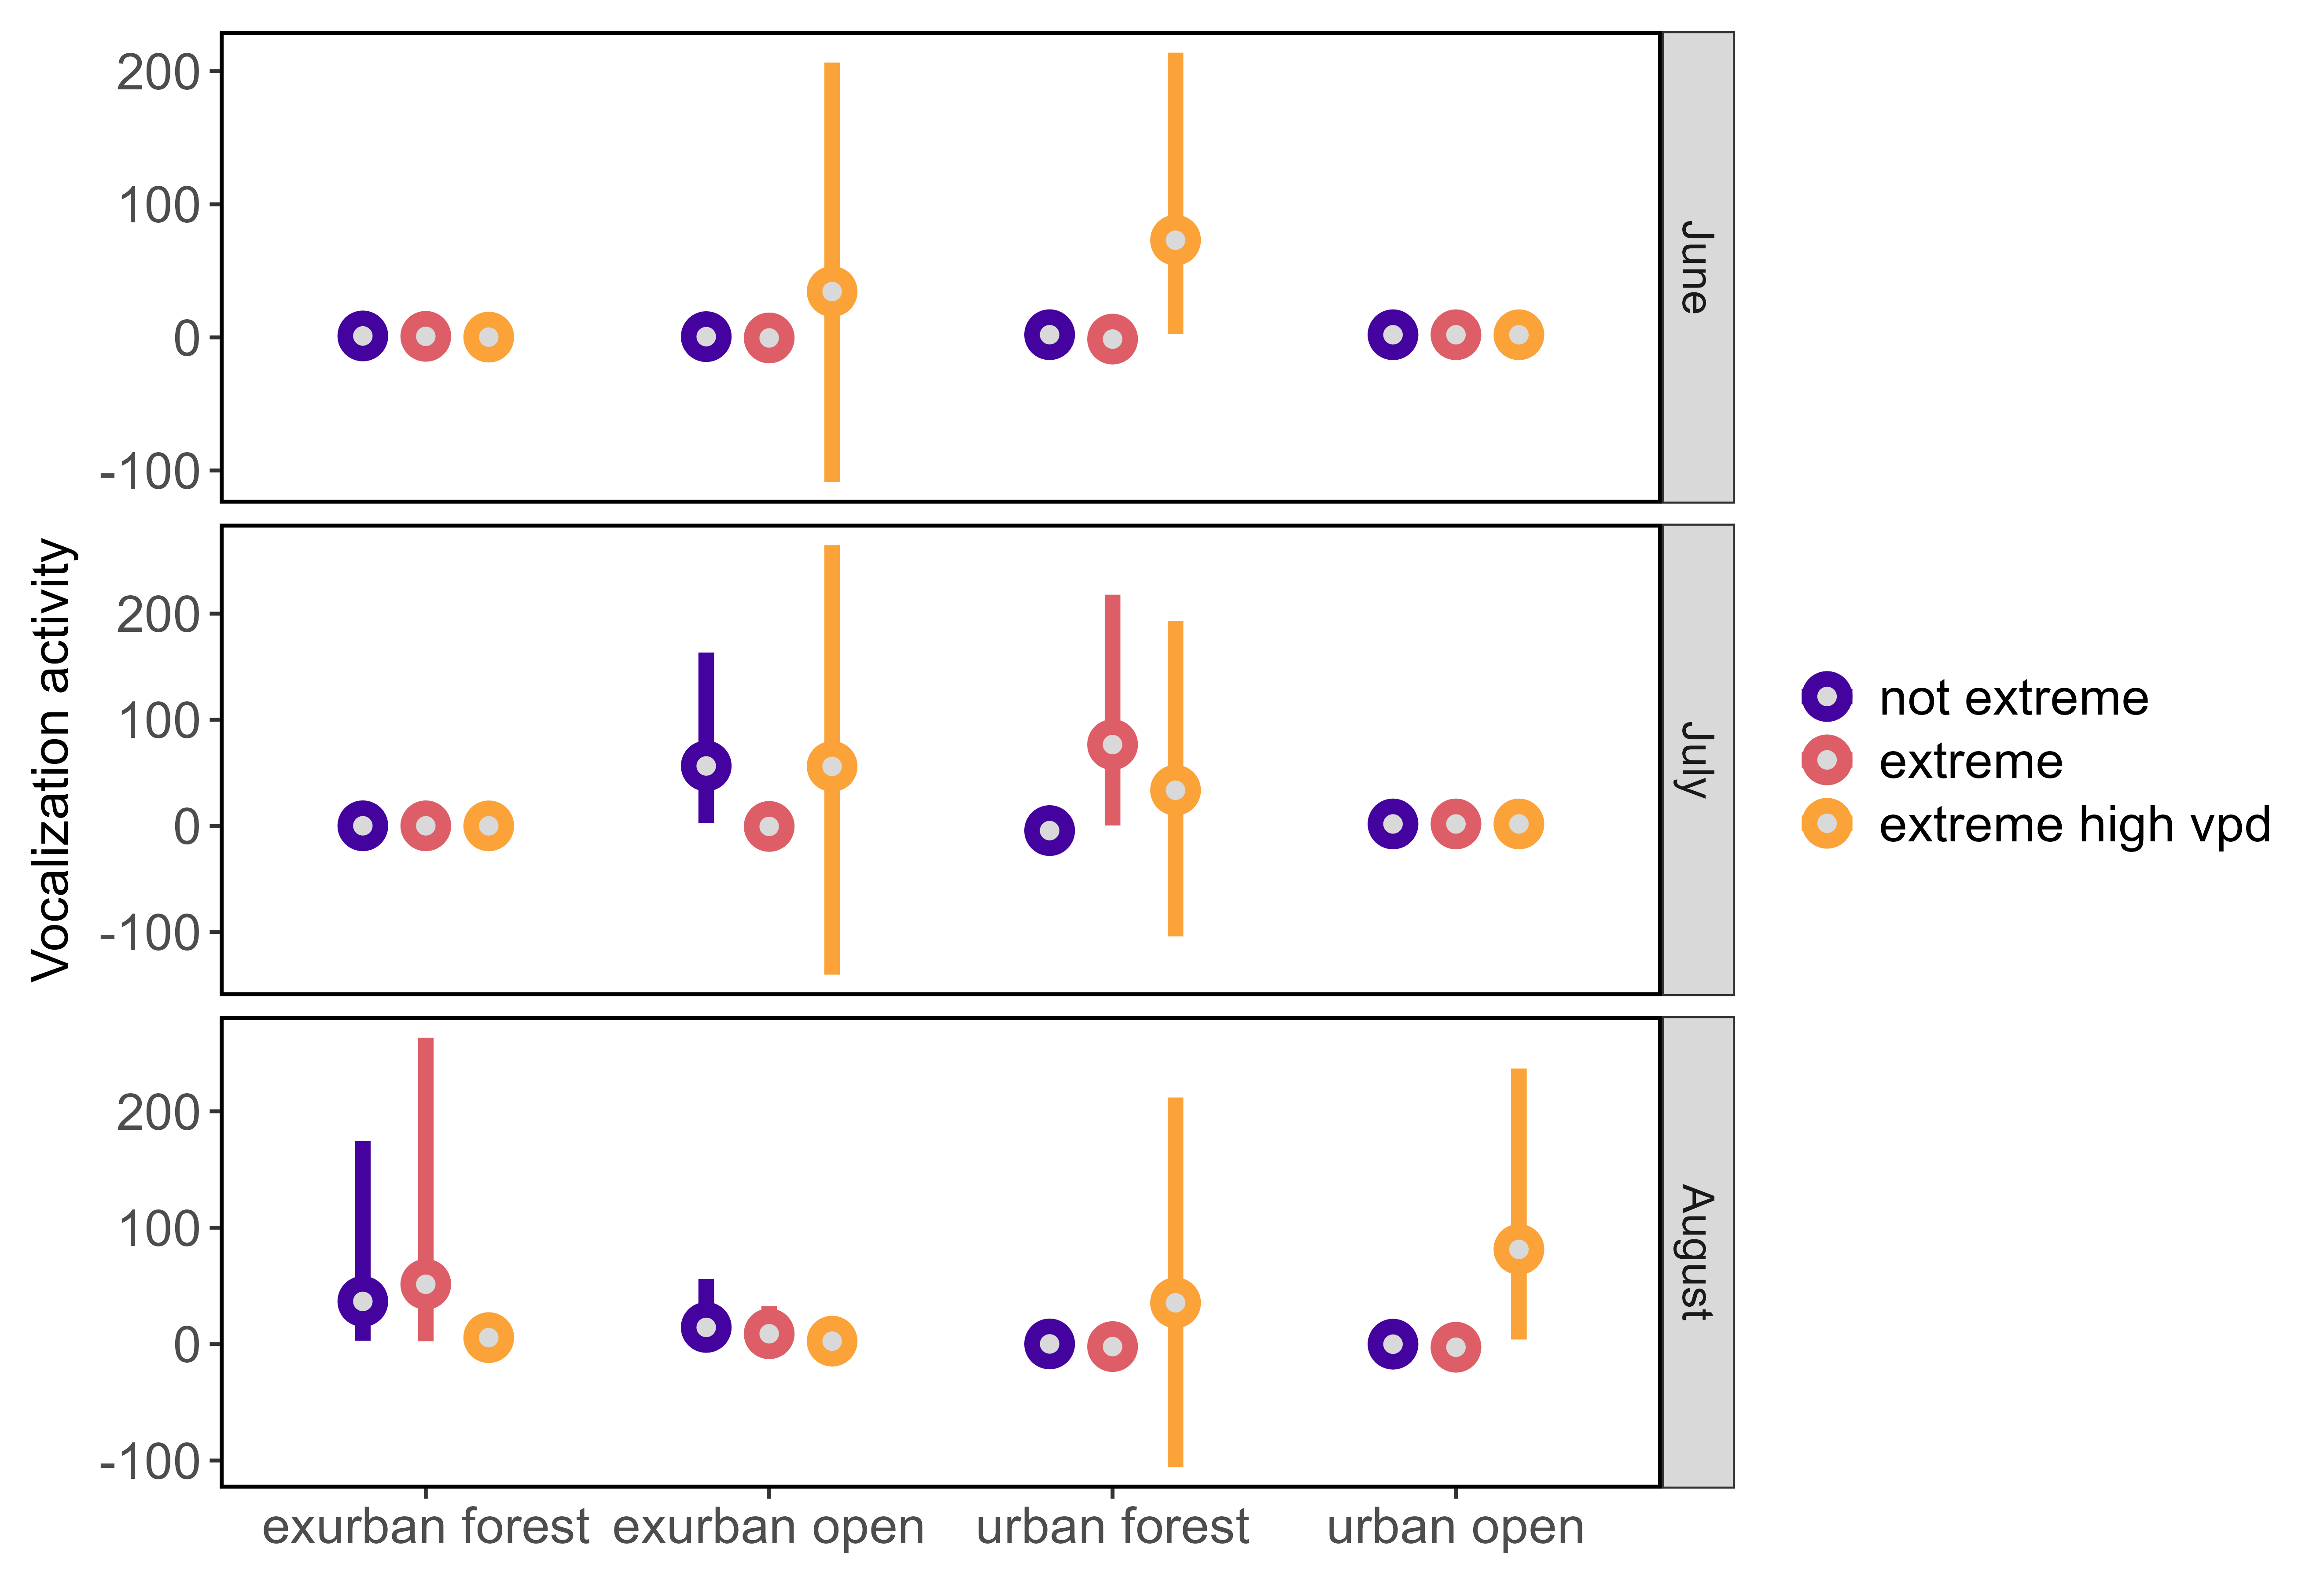 200
100
0
-100
June
Vocalization activity
200
100
0
-100
July
not extreme
extreme
extreme high vpd
200
100
0
-100
August
exurban forest exurban open urban forest urban open